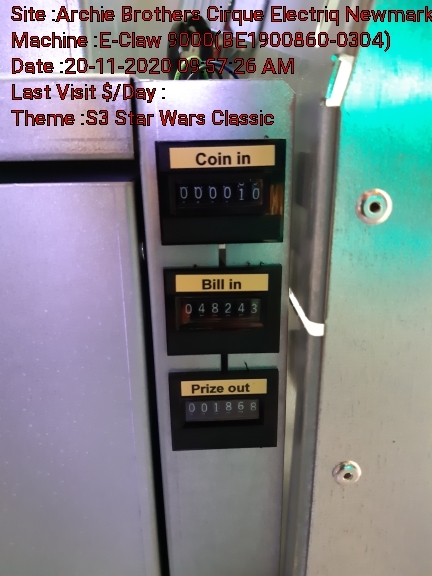 Site :Archie Brothers Cirque Electriq Newmark
Machine :E-Claw 900D(BE1900860-0304)
Date :20-11-2020 09:57:26 AM
Last Visit $/Day :
Theme :S3 Star Wars Classic
Coin in
000010
Bill in
048243
Prize out
001868